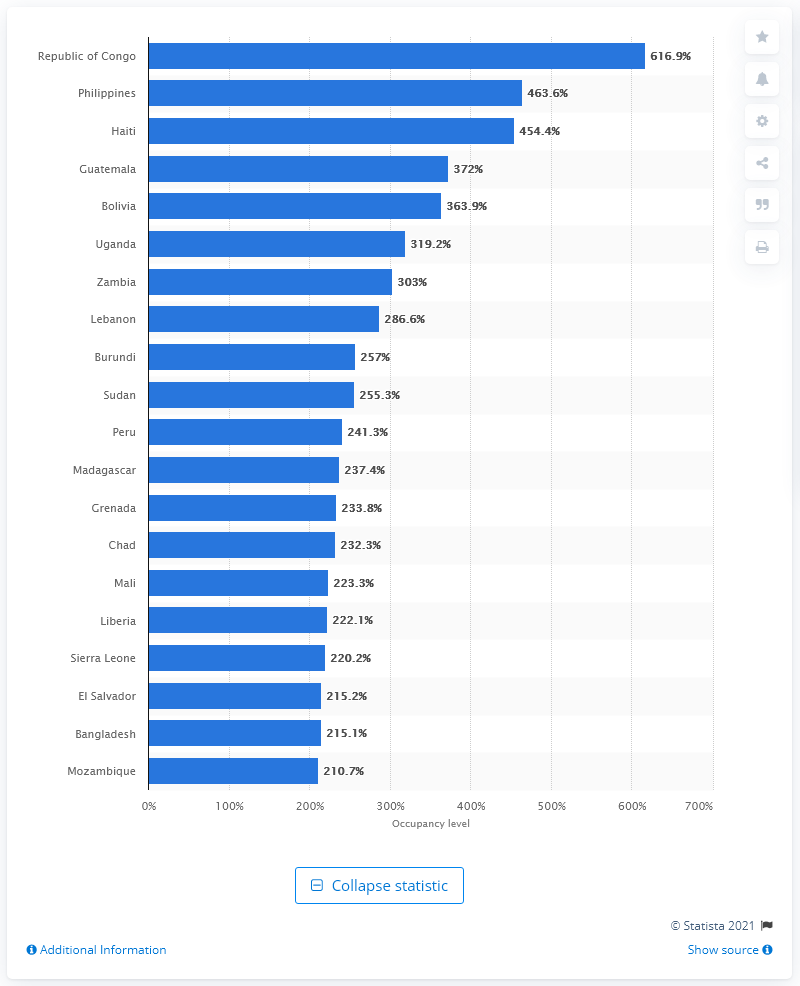 Republic of Congo 616.9%
Philippines 463.6%
Haiti 454.4%
Guatemala 372%
Bolivia 363.9%
Uganda 319.2%
Zambia 303%
Lebanon 286.6%
Burundi 257%
Sudan 255.3%
Peru 241.3%
Madagascar 237.4%
Grenada 233.8%
Chad 232.3%
Mali 223.3%
Liberia 222.1%
Sierra Leone 220.2%
El Salvador 215.2%
Bangladesh 215.1%
Mozambique 210.7%
0% 100% 200% 300% 400% 500% 600% 700%
Occupancy level
Collapse statistic
© Statista 2021
Additional Information Show source